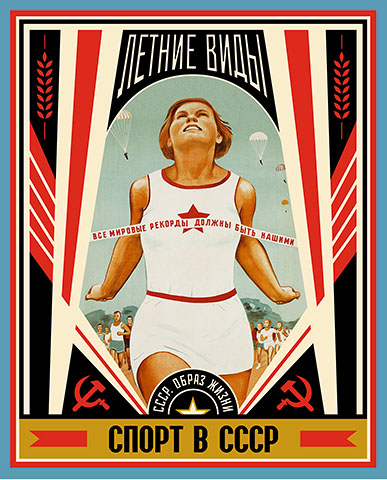 ЛЕТНИЕ ВИДЫ
ВСЕ МИРОВЫЕ РЕКОРДЫ ДОЛЖНЫ БЫТЬ НАШИМИ
СССР. ОБРАЗ ЖИЗНИ
СПОРТ В СССР